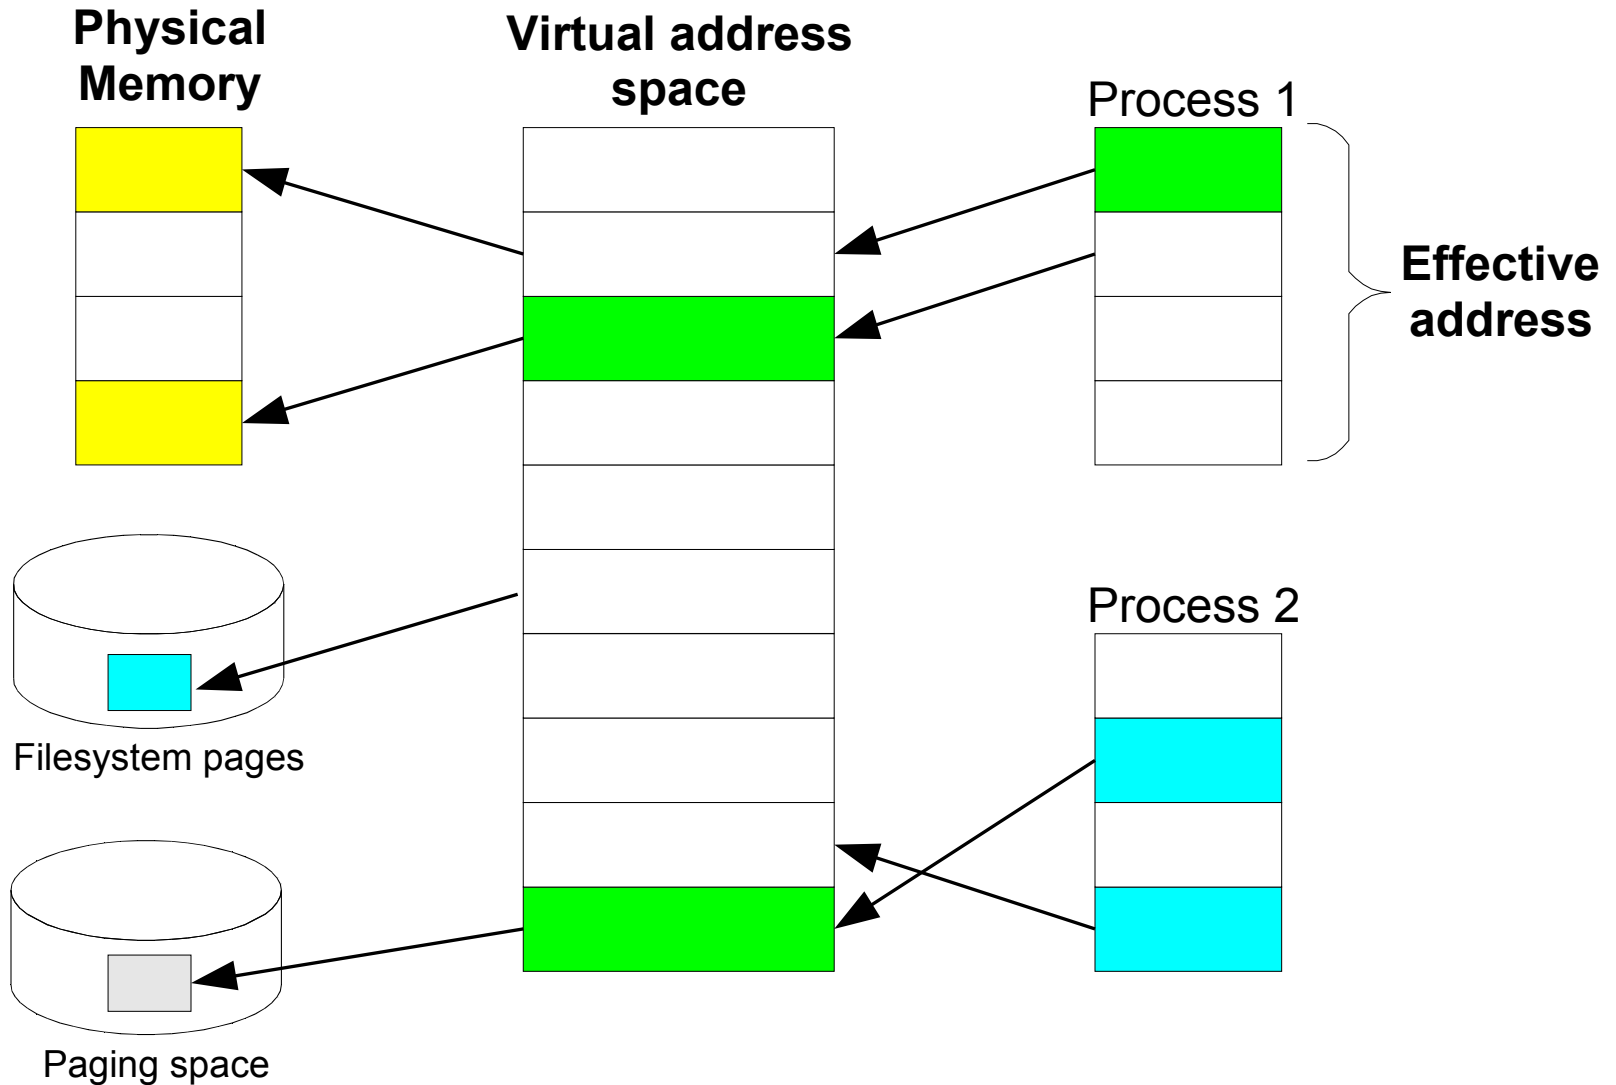 Physical
Memory
Virtual address
space
Process 1
Effective
address
Process 2
Filesystem pages
Paging space